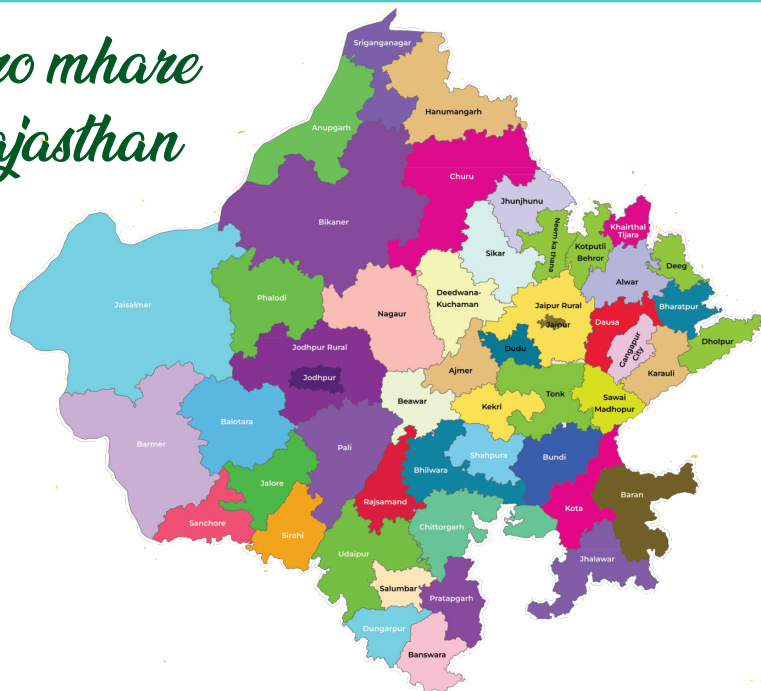 ro mhare
ajasthan
Sriganganagar
Hanumangarh
Anupgarh
Churu
Jhunjhunu
Bikaner
Neem ka thana
Khairthal
Tijara
Kotputli
Behror
Sikar
Deeg
Alwar
Jaisalmer
Phalodi
Deedwana-
Kuchaman
Jaipur Rural
Bharatpur
Nagaur
Jaipur
Dausa
Gangapur
City
Dholpur
Jodhpur Rural
Dudu
Jodhpur
Ajmer
Karauli
Beawar
Kekri
Tonk
Sawai
Madhopur
Balotara
Barmer
Pali
Shahpura
Bundi
Bhilwara
Jalore
Baran
Rajsamand
Kota
Sanchore
Sirohi
Chittorgarh
Udaipur
Jhalawar
Salumbar
Pratapgarh
Dungarpur
Banswara